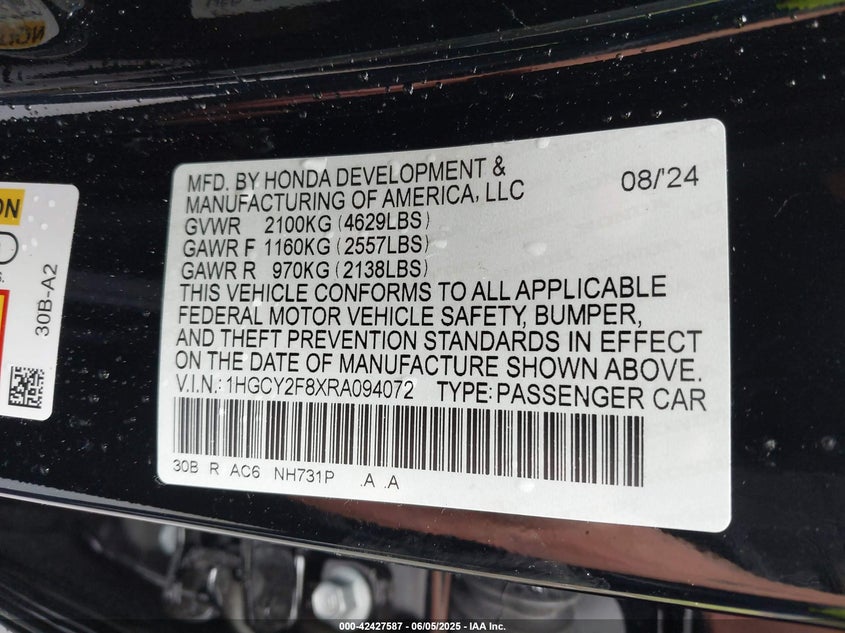 MFD. BY HONDA DEVELOPMENT &
MANUFACTURING OF AMERICA, LLC
08/'24
GVWR 2100KG (4629LBS)
GAWR F 1160KG (2557LBS)
GAWR R 970KG (2138LBS)
THIS VEHICLE CONFORMS TO ALL APPLICABLE
FEDERAL MOTOR VEHICLE SAFETY, BUMPER,
AND THEFT PREVENTION STANDARDS IN EFFECT
ON THE DATE OF MANUFACTURE SHOWN ABOVE.
V.I.N.: 1HGCY2F8XRA094072 TYPE: PASSENGER CAR
30B R AC6 NH731P .A .A
30B-A2
000-42427587 - 06/05/2025 - IAA Inc.